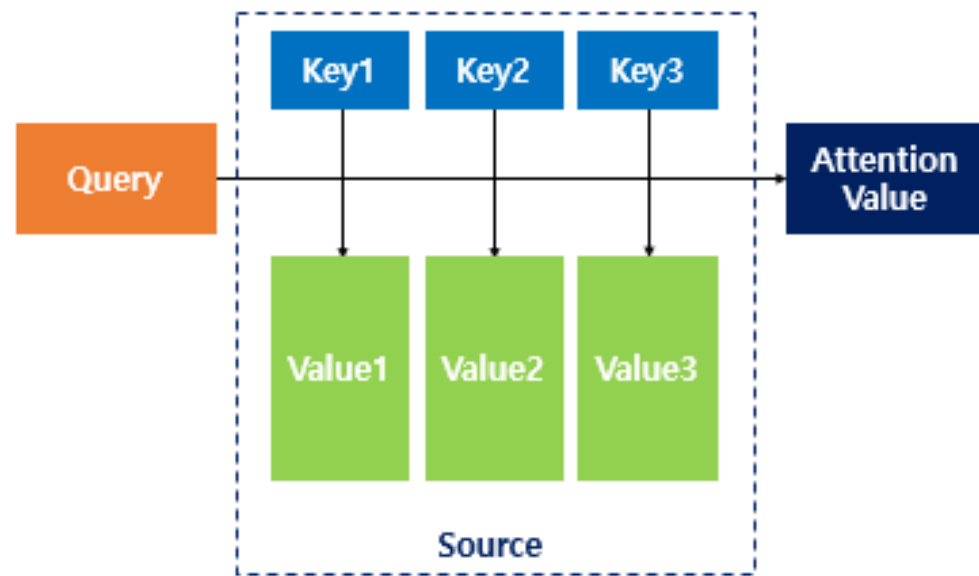 Key1 Key2 Key3
Query
Attention
Value
Value1 Value2 Value3
Source